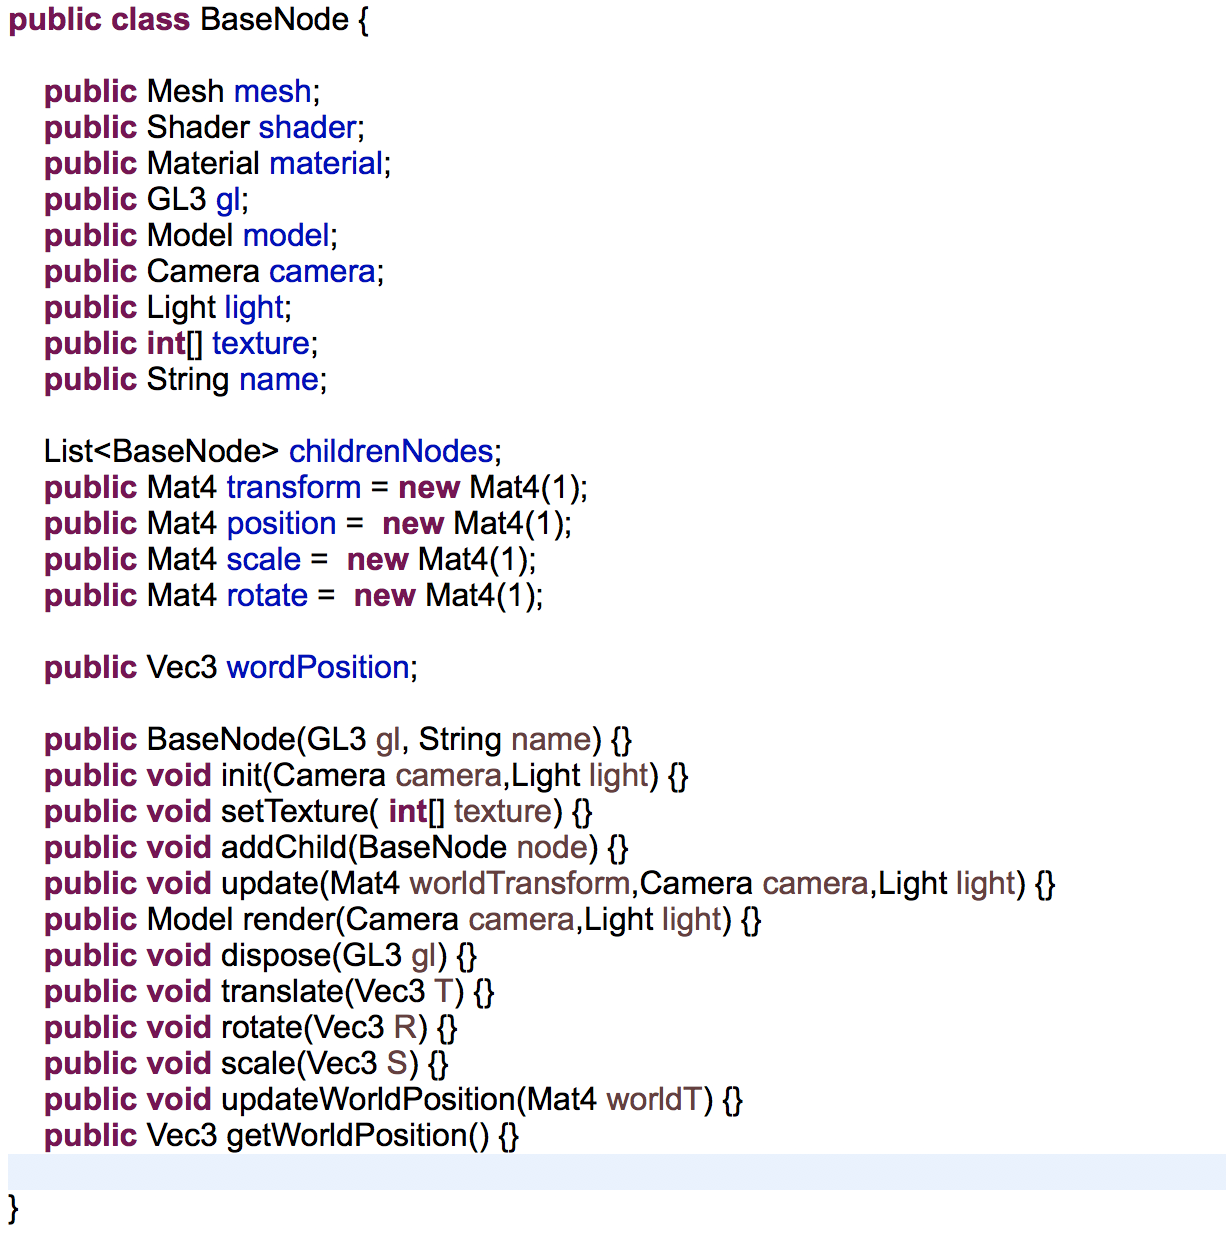 public class BaseNode {
public Mesh mesh;
public Shader shader;
public Material material;
public GL3 gl;
public Model model;
public Camera camera;
public Light light;
public int[] texture;
public String name;
List<BaseNode> childrenNodes;
public Mat4 transform = new Mat4(1);
public Mat4 position =  new Mat4(1);
public Mat4 scale =  new Mat4(1);
public Mat4 rotate =  new Mat4(1);
public Vec3 wordPosition;
public BaseNode(GL3 gl, String name) {}
public void init(Camera camera,Light light) {}
public void setTexture( int[] texture) {}
public void addChild(BaseNode node) {}
public void update(Mat4 worldTransform,Camera camera,Light light) {}
public Model render(Camera camera,Light light) {}
public void dispose(GL3 gl) {}
public void translate(Vec3 T) {}
public void rotate(Vec3 R) {}
public void scale(Vec3 S) {}
public void updateWorldPosition(Mat4 worldT) {}
public Vec3 getWorldPosition() {}
}